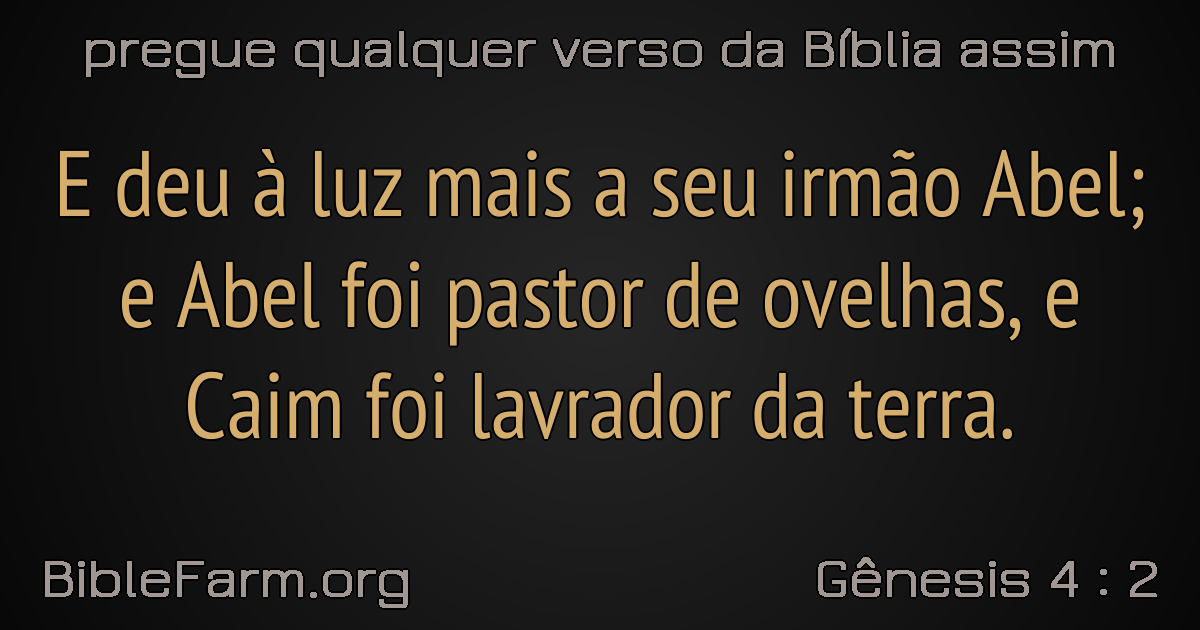 pregue qualquer verso da Bíblia assim
E deu à luz mais a seu irmão Abel;
e Abel foi pastor de ovelhas, e
Caim foi lavrador da terra.
BibleFarm.org
Gênesis 4 : 2